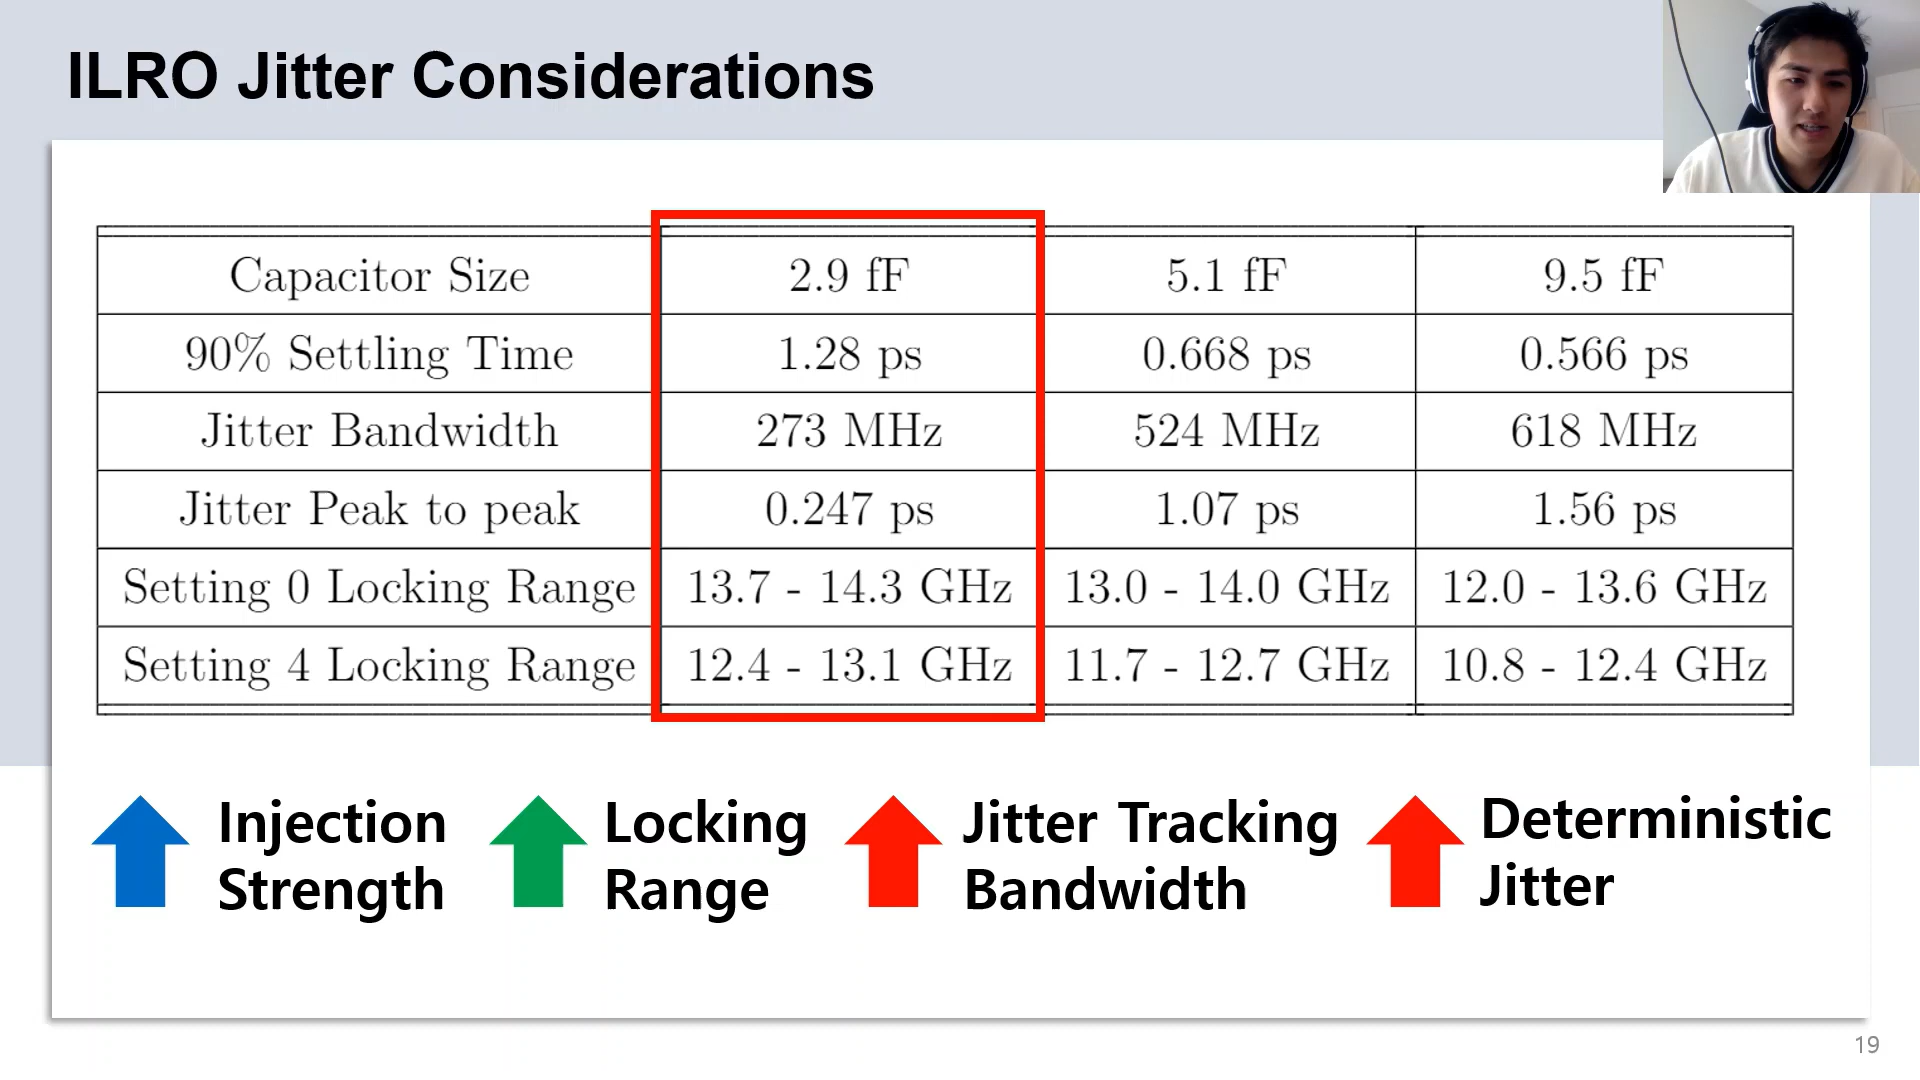 ILRO Jitter Considerations
Capacitor Size 2.9 fF 5.1 fF 9.5 fF
90% Settling Time 1.28 ps 0.668 ps 0.566 ps
Jitter Bandwidth 273 MHz 524 MHz 618 MHz
Jitter Peak to peak 0.247 ps 1.07 ps 1.56 ps
Setting 0 Locking Range 13.7 - 14.3 GHz 13.0 - 14.0 GHz 12.0 - 13.6 GHz
Setting 4 Locking Range 12.4 - 13.1 GHz 11.7 - 12.7 GHz 10.8 - 12.4 GHz
Injection
Strength
Locking
Range
Jitter Tracking
Bandwidth
Deterministic
Jitter
19